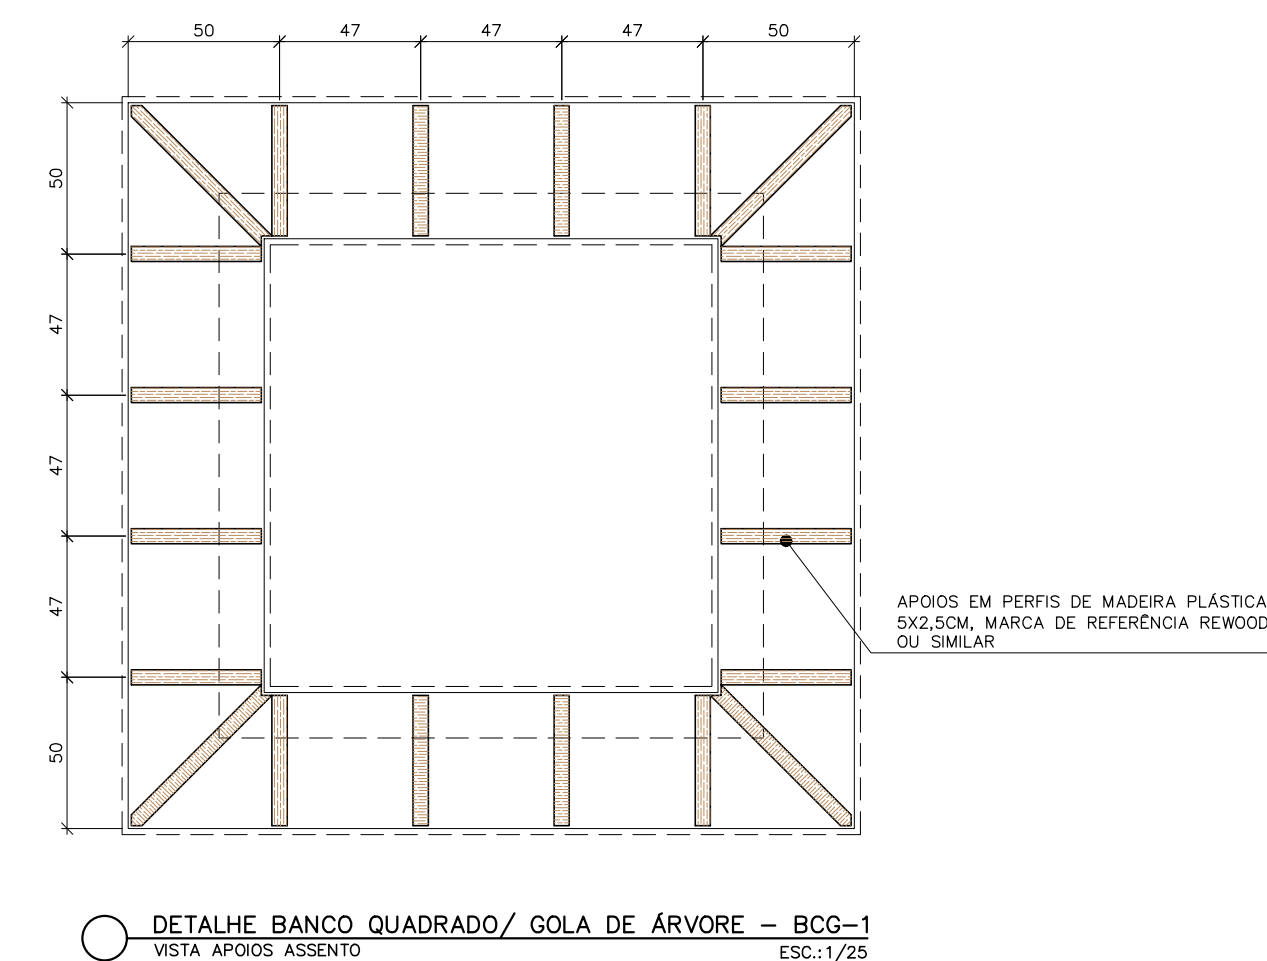 50 47 47 47 50
50
47
47
47
50
APOIOS EM PERFIS DE MADEIRA PLÁSTICA
5X2,5CM, MARCA DE REFERÊNCIA REWOOD
OU SIMILAR
DETALHE BANCO QUADRADO/ GOLA DE ÁRVORE – BCG–1
VISTA APOIOS ASSENTO ESC.:1/25